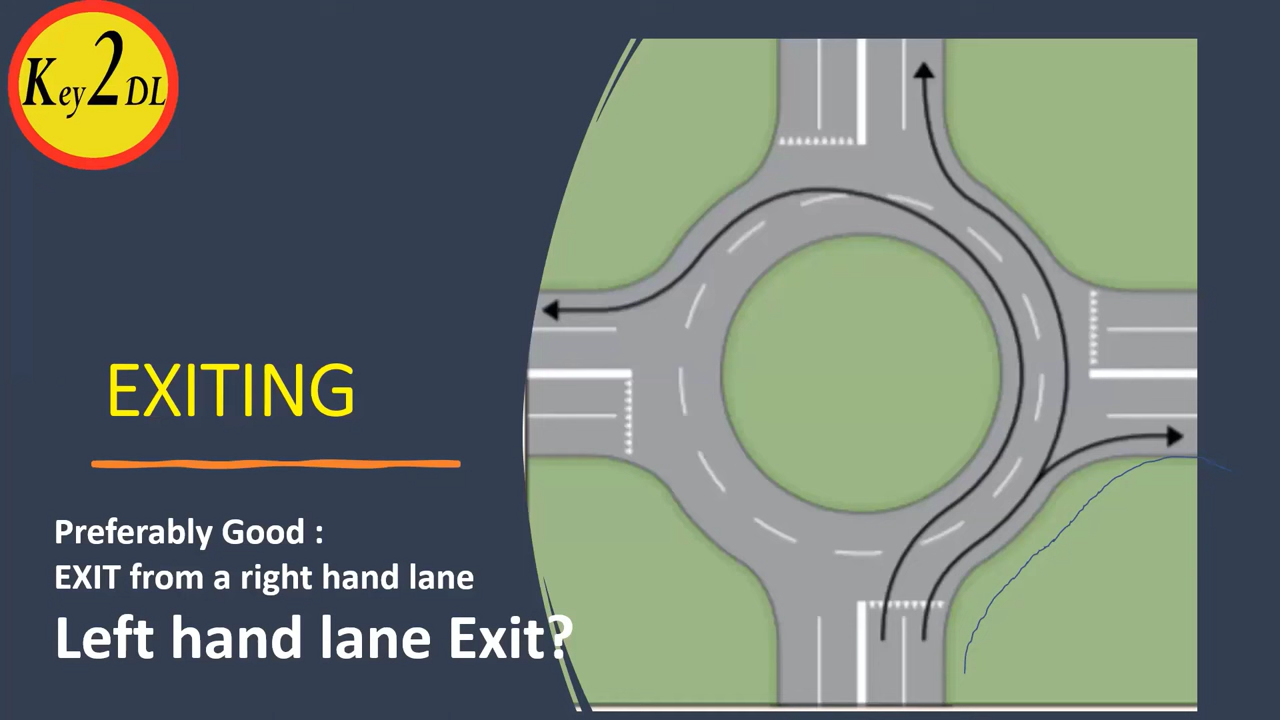 Key2DL
EXITING
Preferably Good :
EXIT from a right hand lane
Left hand lane Exit?